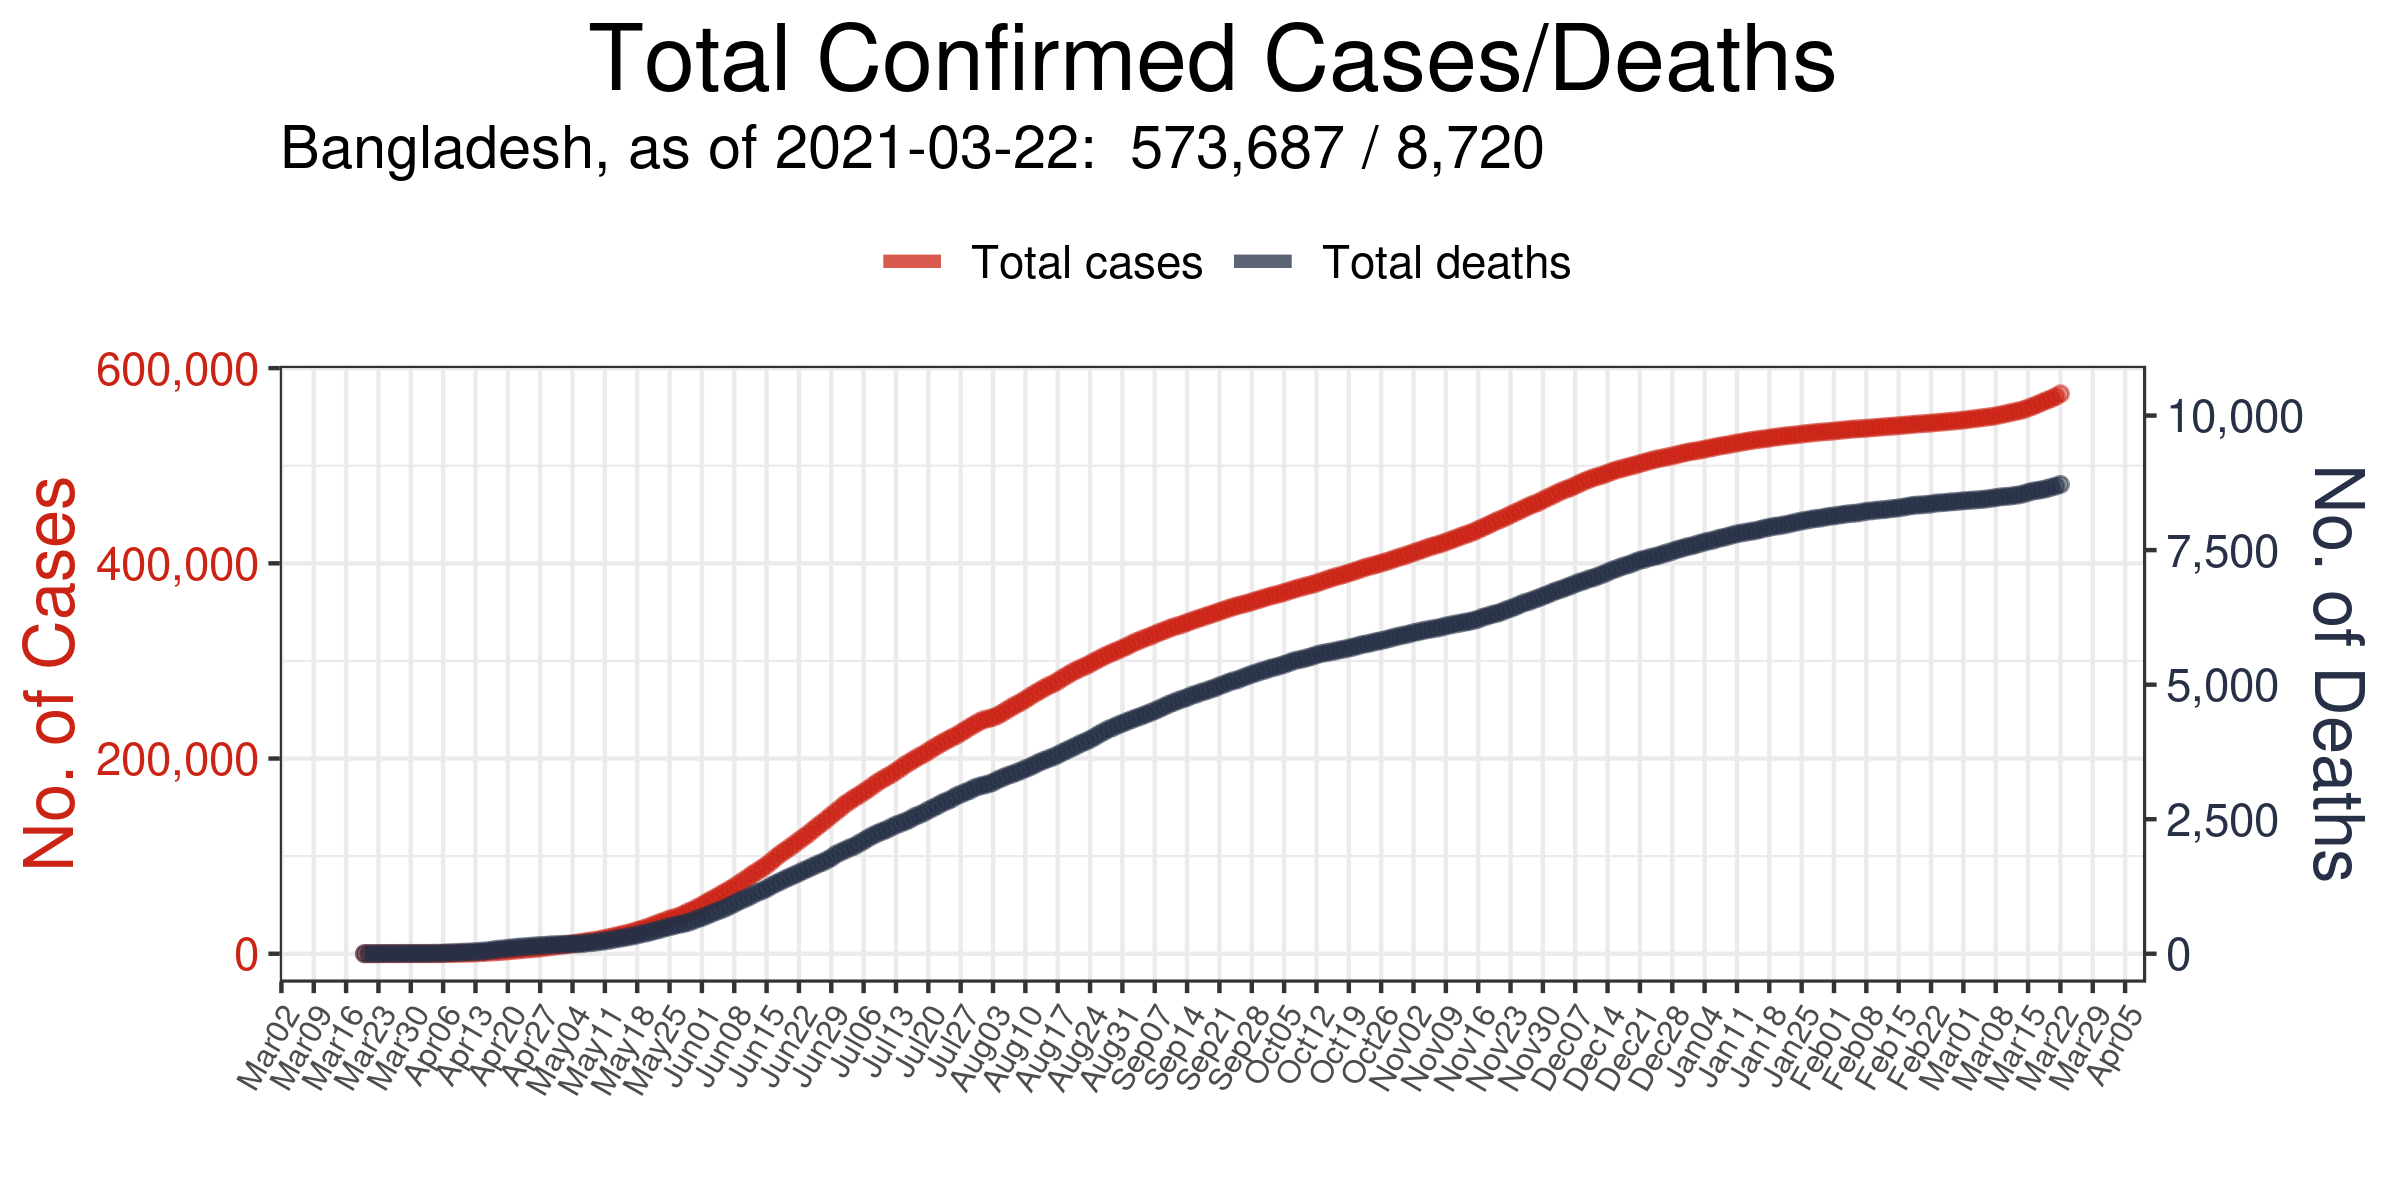 Total Confirmed Cases/Deaths
Bangladesh, as of 2021-03-22:  573,687 / 8,720
Total cases
Total deaths
No. of Cases
600,000
400,000
200,000
0
10,000
7,500
5,000
2,500
0
No. of Deaths
Mar02
Mar09
Mar16
Mar23
Mar30
Apr06
Apr13
Apr20
Apr27
May04
May11
May18
May25
Jun01
Jun08
Jun15
Jun22
Jun29
Jul06
Jul13
Jul20
Jul27
Aug03
Aug10
Aug17
Aug24
Aug31
Sep07
Sep14
Sep21
Sep28
Oct05
Oct12
Oct19
Oct26
Nov02
Nov09
Nov16
Nov23
Nov30
Dec07
Dec14
Dec21
Dec28
Jan04
Jan11
Jan18
Jan25
Feb01
Feb08
Feb15
Feb22
Mar01
Mar08
Mar15
Mar22
Mar29
Apr05